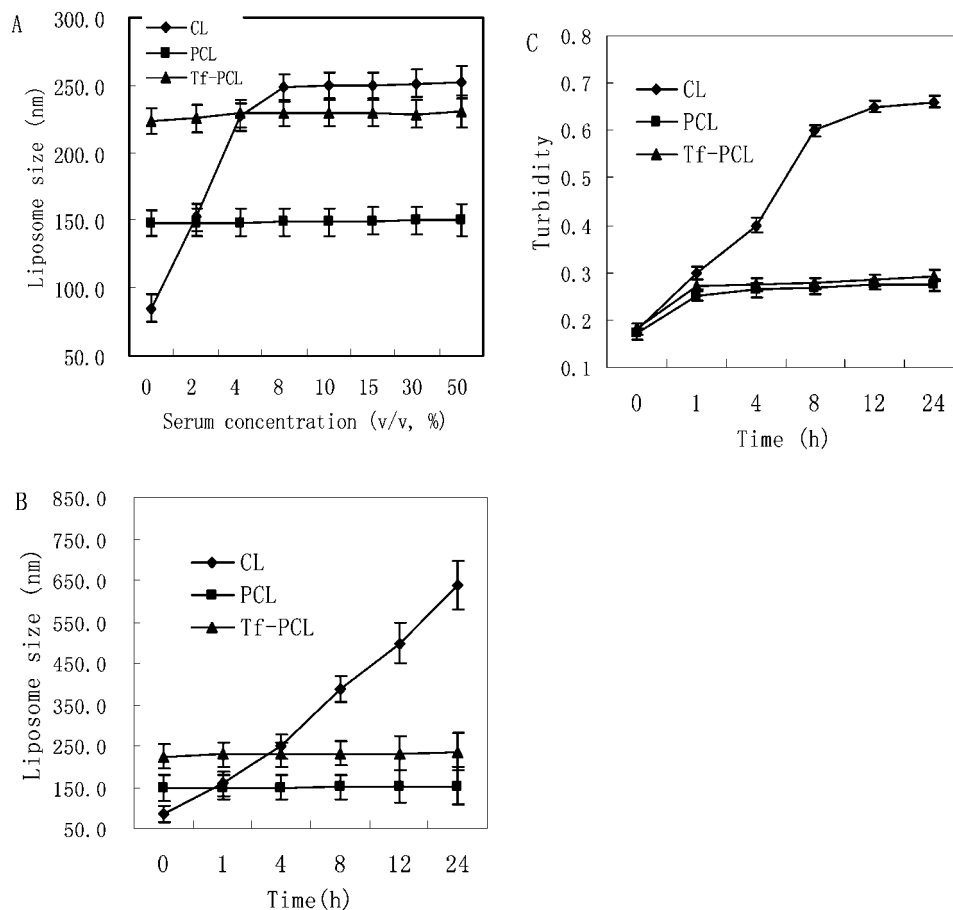 A
300.0
250.0
200.0
150.0
100.0
50.0
Liposome size (nm)
CL
PCL
Tf-PCL
0 2 4 8 10 15 30 50
Serum concentration (v/v, %)
C
0.8
0.7
0.6
0.5
0.4
0.3
0.2
0.1
Turbidity
CL
PCL
Tf-PCL
0 1 4 8 12 24
Time (h)
B
850.0
750.0
650.0
550.0
450.0
350.0
250.0
150.0
50.0
Liposome size (nm)
CL
PCL
Tf-PCL
0 1 4 8 12 24
Time(h)